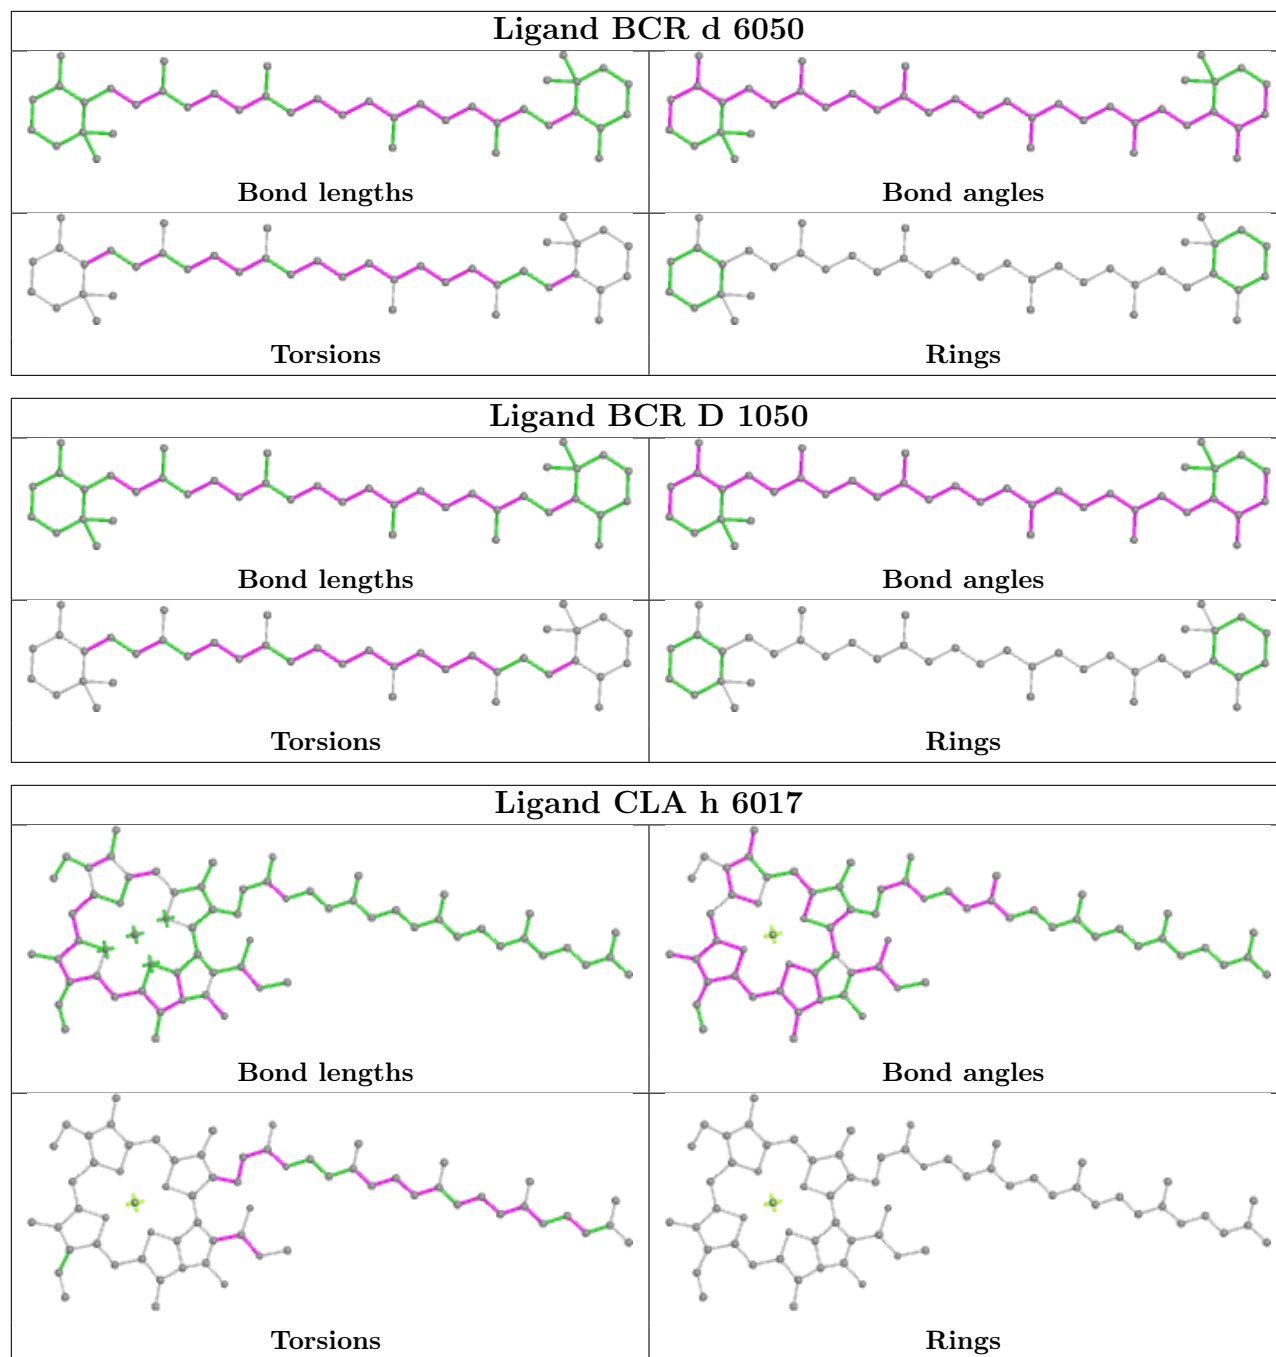 Ligand BCR d 6050
Bond lengths
Bond angles
Torsions
Rings
Ligand BCR D 1050
Bond lengths
Bond angles
Torsions
Rings
Ligand CLA h 6017
Bond lengths
Bond angles
Torsions
Rings